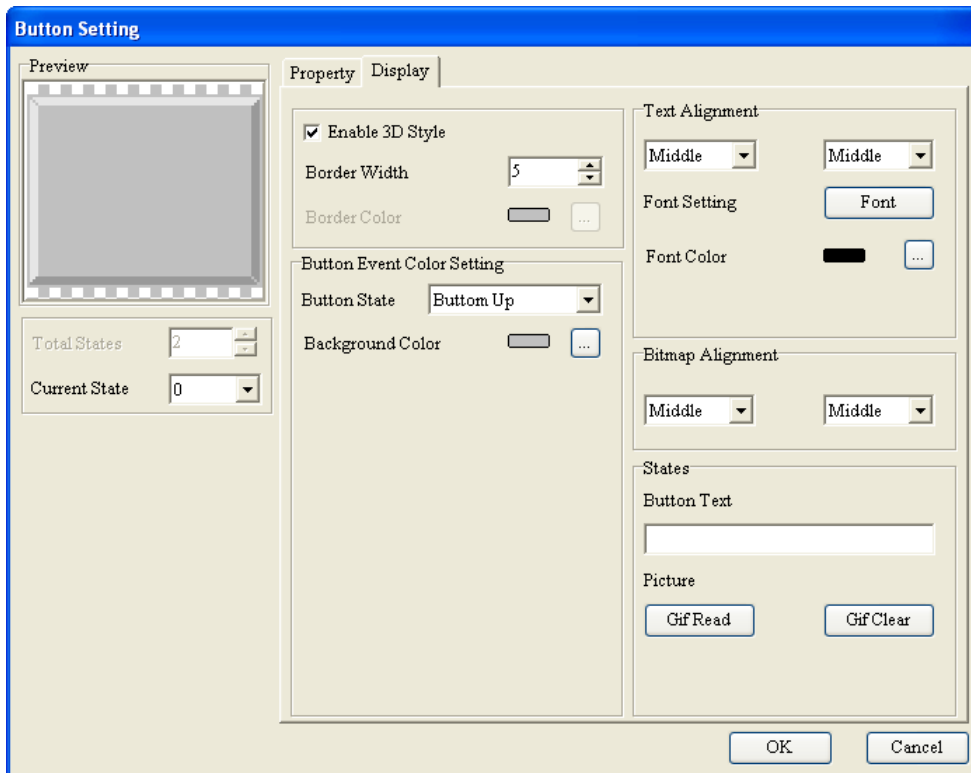 Button Setting
Preview
Total States 2
Current State 0
Property Display
Enable 3D Style
Border Width 5
Border Color ...
Button Event Color Setting
Button State Buttom Up
Background Color ...
Text Alignment
Middle Middle
Font Setting Font
Font Color ...
Bitmap Alignment
Middle Middle
States
Button Text
Picture
Gif Read Gif Clear
OK Cancel